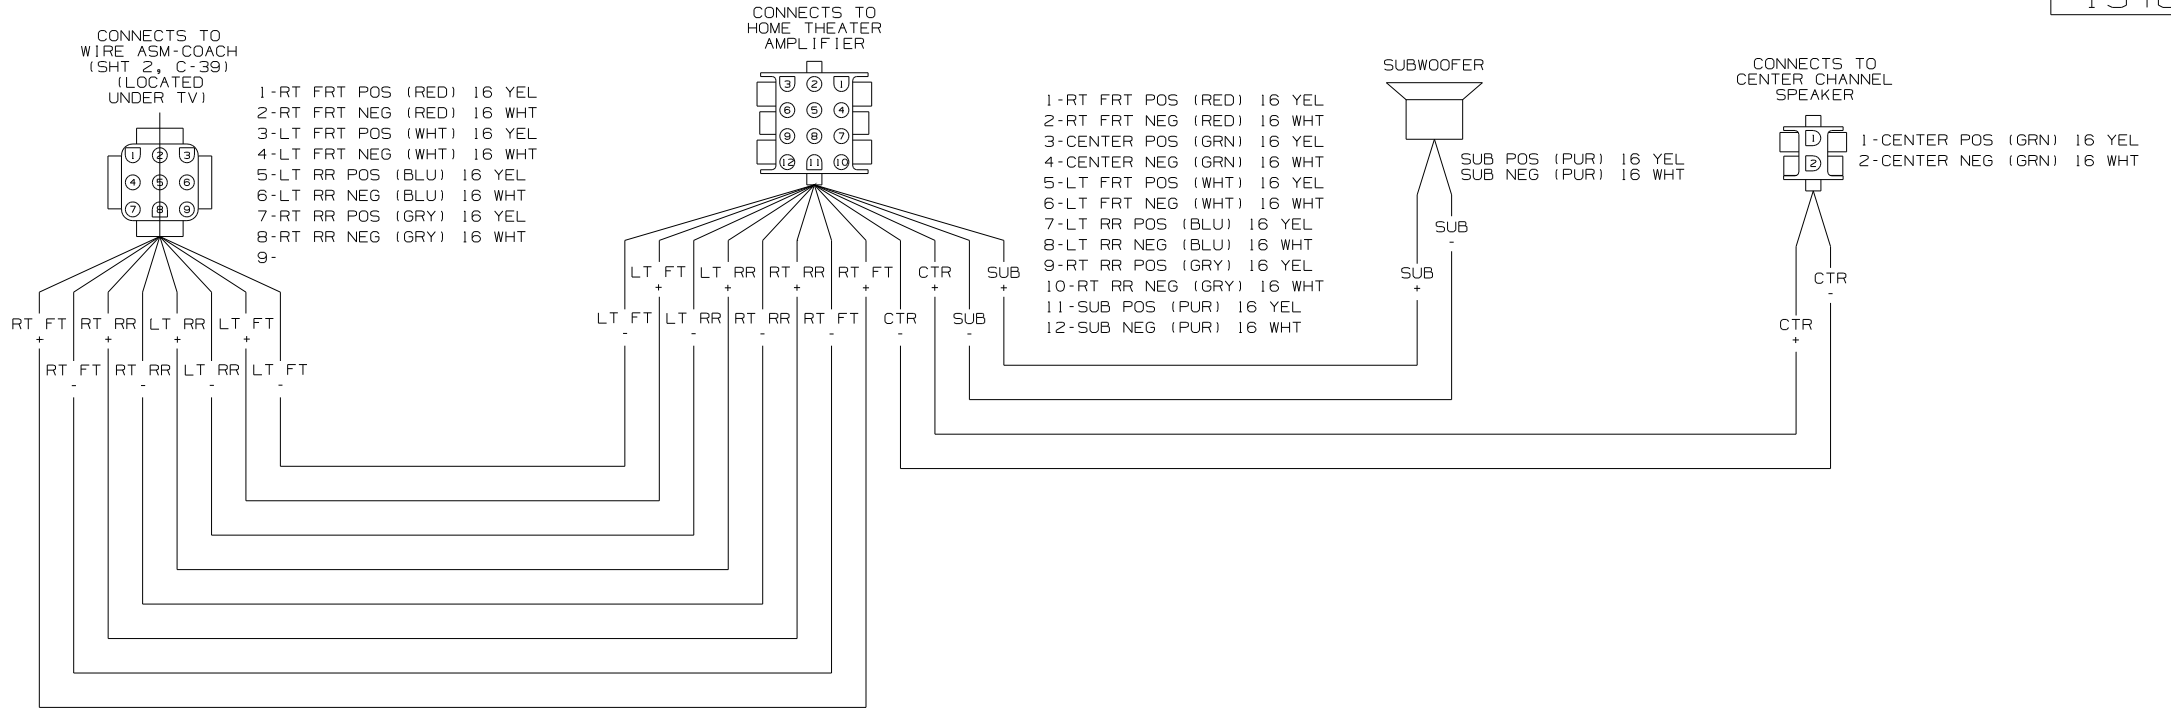 CONNECTS TO
WIRE ASM-COACH
(SHT 2, C-39)
(LOCATED
UNDER TV)
1-RT FRT POS (RED) 16 YEL
2-RT FRT NEG (RED) 16 WHT
3-LT FRT POS (WHT) 16 YEL
4-LT FRT NEG (WHT) 16 WHT
5-LT RR POS (BLU) 16 YEL
6-LT RR NEG (BLU) 16 WHT
7-RT RR POS (GRY) 16 YEL
8-RT RR NEG (GRY) 16 WHT
9-
1 2 3
4 5 6
7 8 9
RT FT RT RR LT RR LT FT
+ + + +
RT FT RT RR LT RR LT FT
- - - -
CONNECTS TO
HOME THEATER
AMPLIFIER
3 2 1
6 5 4
9 8 7
12 11 10
1-RT FRT POS (RED) 16 YEL
2-RT FRT NEG (RED) 16 WHT
3-CENTER POS (GRN) 16 YEL
4-CENTER NEG (GRN) 16 WHT
5-LT FRT POS (WHT) 16 YEL
6-LT FRT NEG (WHT) 16 WHT
7-LT RR POS (BLU) 16 YEL
8-LT RR NEG (BLU) 16 WHT
9-RT RR POS (GRY) 16 YEL
10-RT RR NEG (GRY) 16 WHT
11-SUB POS (PUR) 16 YEL
12-SUB NEG (PUR) 16 WHT
LT FT LT RR RT RR RT FT CTR SUB
+ + + + + +
LT FT LT RR RT RR RT FT CTR SUB
- - - - - -
SUBWOOFER
SUB POS (PUR) 16 YEL
SUB NEG (PUR) 16 WHT
SUB
-
SUB
+
CONNECTS TO
CENTER CHANNEL
SPEAKER
1
2
1-CENTER POS (GRN) 16 YEL
2-CENTER NEG (GRN) 16 WHT
CTR
-
CTR
+